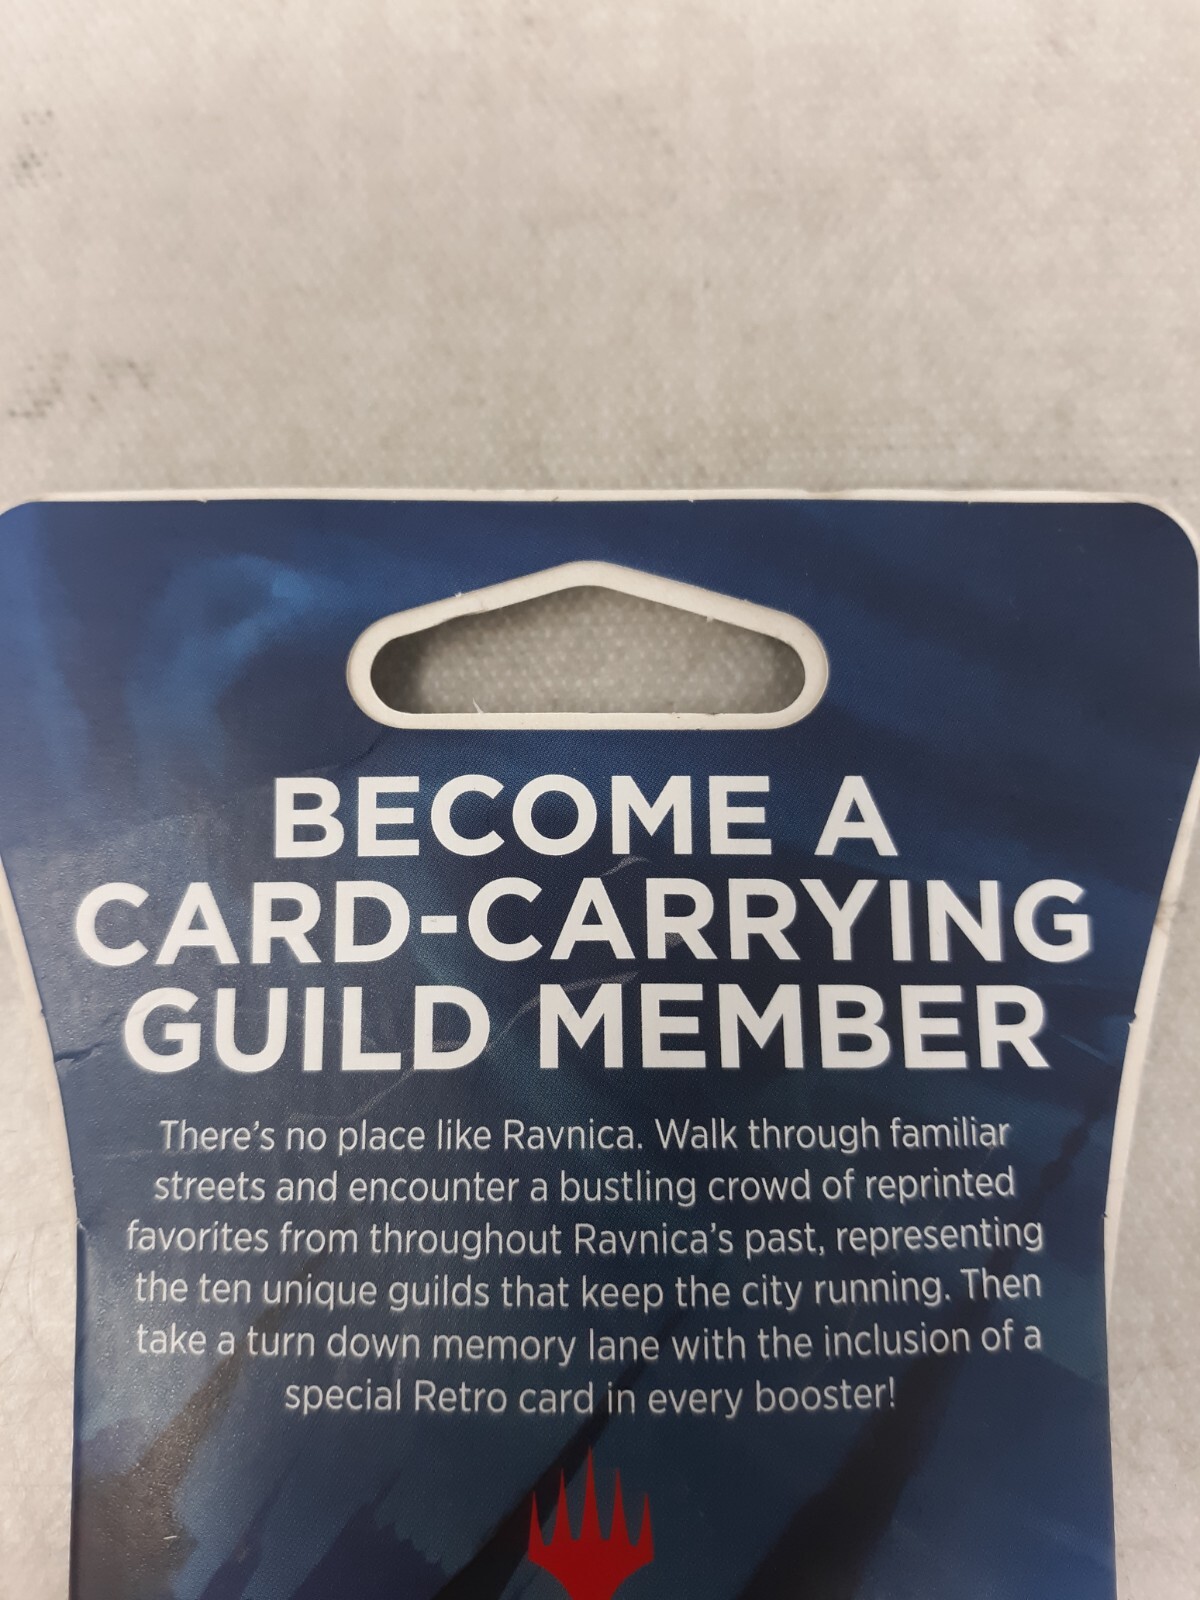 BECOME A
CARD-CARRYING
GUILD MEMBER
There's no place like Ravnica. Walk through familiar
streets and encounter a bustling crowd of reprinted
favorites from throughout Ravnica's past, representing
the ten unique guilds that keep the city running. Then
take a turn down memory lane with the inclusion of a
special Retro card in every booster!